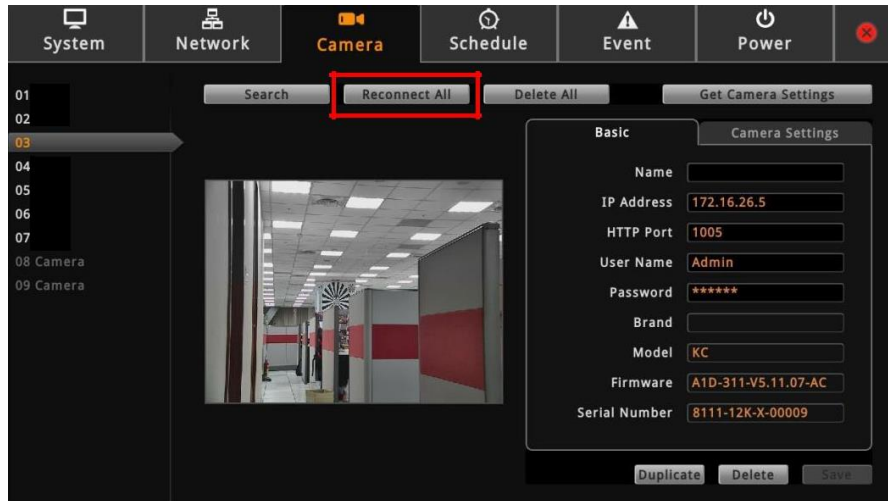 System Network Camera Schedule Event Power
Search Reconnect All Delete All Get Camera Settings
01
02
03
04
05
06
07
08 Camera
09 Camera
Basic Camera Settings
Name
IP Address 172.16.26.5
HTTP Port 1005
User Name Admin
Password ******
Brand
Model KC
Firmware A1D-311-V5.11.07-AC
Serial Number 8111-12K-X-00009
Duplicate Delete Save